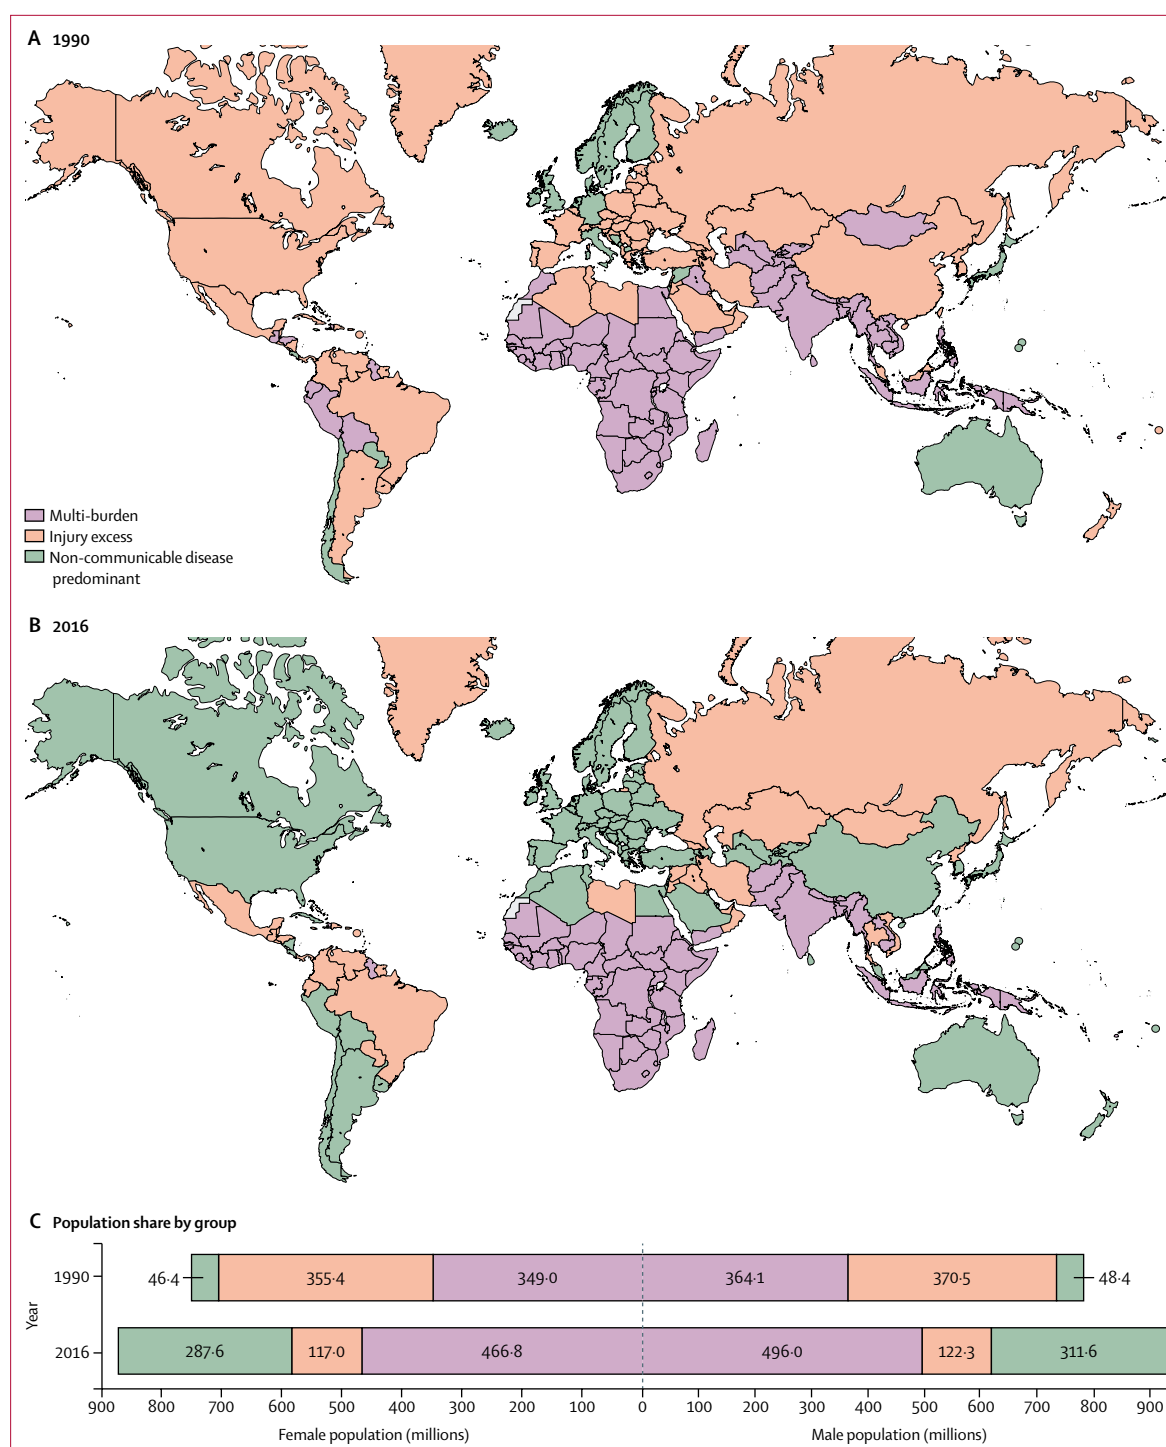 A 1990
Multi-burden
Injury excess
Non-communicable disease
predominant
B 2016
C Population share by group
Year
1990
46·4
355·4
349·0
364·1
370·5
48·4
2016
287·6
117·0
466·8
496·0
122·3
311·6
900 800 700 600 500 400 300 200 100 0 100 200 300 400 500 600 700 800 900
Female population (millions) Male population (millions)